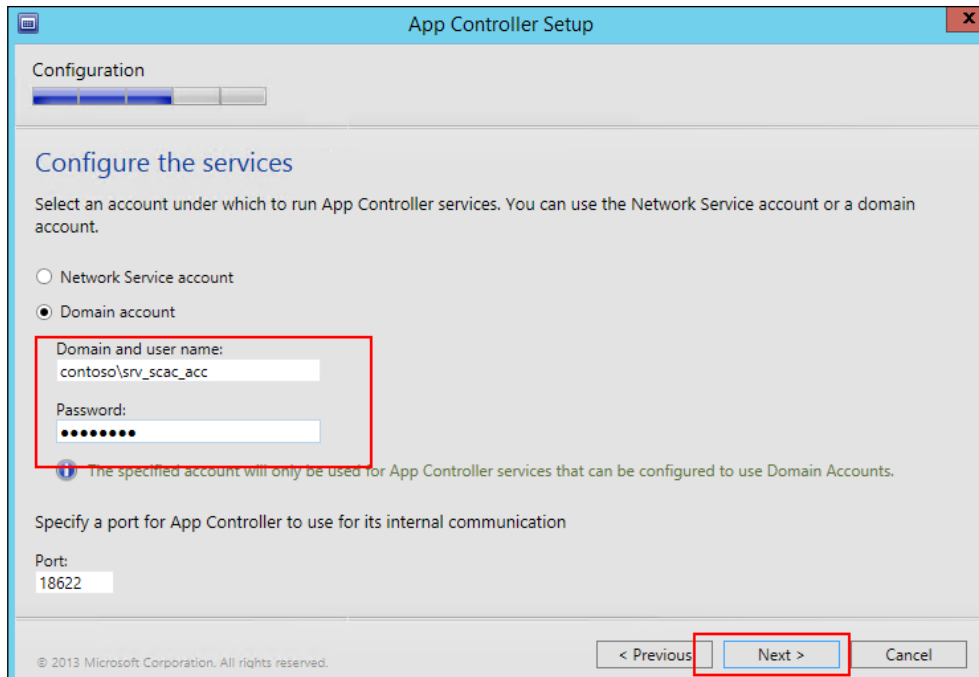 App Controller Setup
x
Configuration
Configure the services
Select an account under which to run App Controller services. You can use the Network Service account or a domain
account.
Network Service account
Domain account
Domain and user name:
contoso\srv_scac_acc
Password:
●●●●●●●●
The specified account will only be used for App Controller services that can be configured to use Domain Accounts.
Specify a port for App Controller to use for its internal communication
Port:
18622
© 2013 Microsoft Corporation. All rights reserved.
< Previous
Next >
Cancel